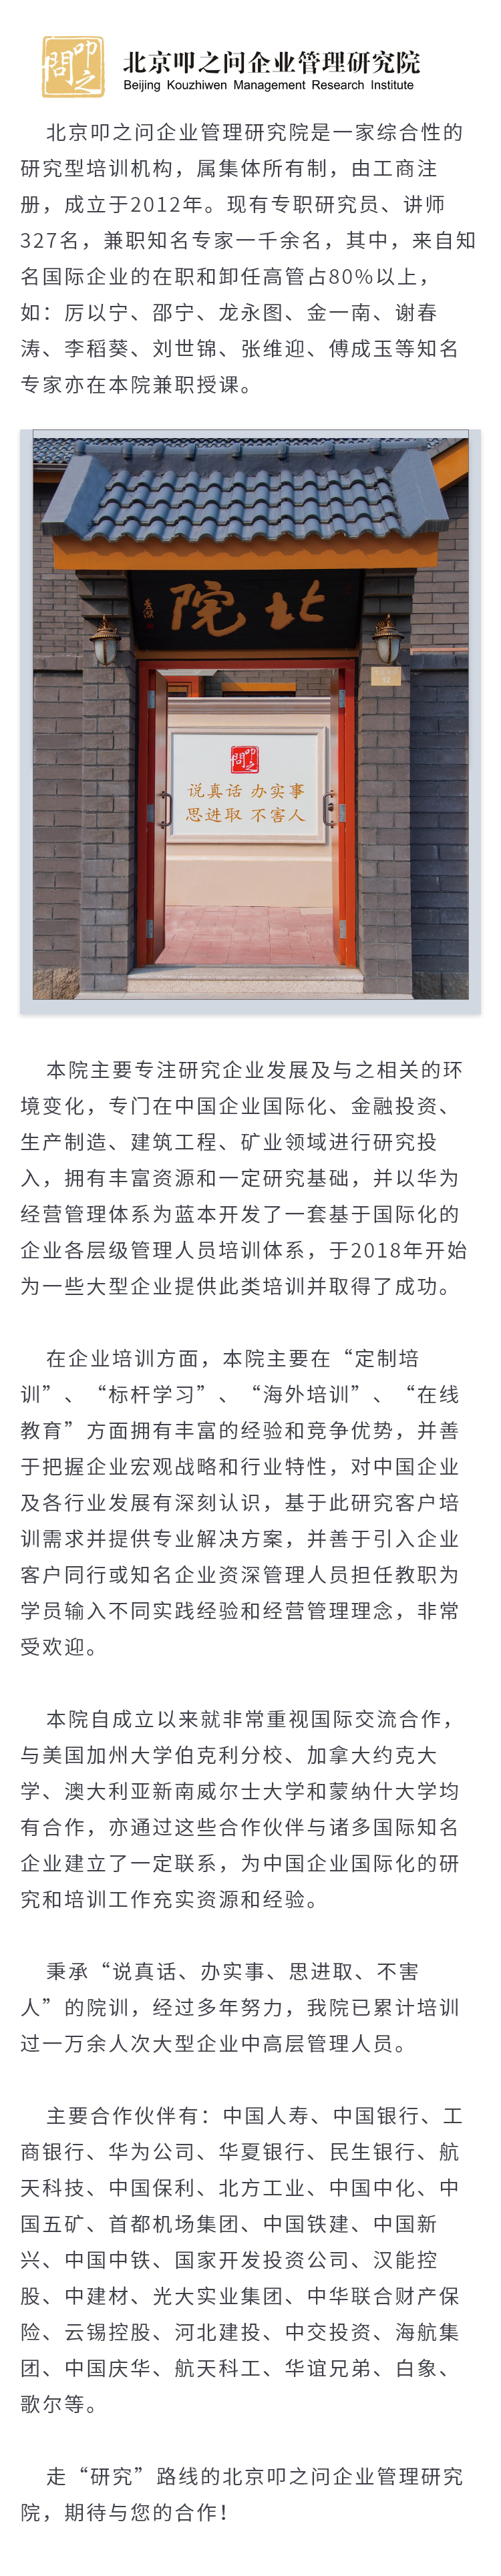 問叩之
北京叩之问企业管理研究院
Beijing Kouzhiwen Management Research Institute
北京叩之问企业管理研究院是一家综合性的
研究型培训机构，属集体所有制，由工商注
册，成立于2012年。现有专职研究员、讲师
327名，兼职知名专家一千余名，其中，来自知
名国际企业的在职和卸任高管占80%以上，
如：厉以宁、邵宁、龙永图、金一南、谢春
涛、李稻葵、刘世锦、张维迎、傅成玉等知名
专家亦在本院兼职授课。
院北
12
問叩之
说真话 办实事
思进取 不害人
本院主要专注研究企业发展及与之相关的环
境变化，专门在中国企业国际化、金融投资、
生产制造、建筑工程、矿业领域进行研究投
入，拥有丰富资源和一定研究基础，并以华为
经营管理体系为蓝本开发了一套基于国际化的
企业各层级管理人员培训体系，于2018年开始
为一些大型企业提供此类培训并取得了成功。
在企业培训方面，本院主要在“定制培
训”、“标杆学习”、“海外培训”、“在线
教育”方面拥有丰富的经验和竞争优势，并善
于把握企业宏观战略和行业特性，对中国企业
及各行业发展有深刻认识，基于此研究客户培
训需求并提供专业解决方案，并善于引入企业
客户同行或知名企业资深管理人员担任教职为
学员输入不同实践经验和经营管理理念，非常
受欢迎。
本院自成立以来就非常重视国际交流合作，
与美国加州大学伯克利分校、加拿大约克大
学、澳大利亚新南威尔士大学和蒙纳什大学均
有合作，亦通过这些合作伙伴与诸多国际知名
企业建立了一定联系，为中国企业国际化的研
究和培训工作充实资源和经验。
秉承“说真话、办实事、思进取、不害
人”的院训，经过多年努力，我院已累计培训
过一万余人次大型企业中高层管理人员。
主要合作伙伴有：中国人寿、中国银行、工
商银行、华为公司、华夏银行、民生银行、航
天科技、中国保利、北方工业、中国中化、中
国五矿、首都机场集团、中国铁建、中国新
兴、中国中铁、国家开发投资公司、汉能控
股、中建材、光大实业集团、中华联合财产保
险、云锡控股、河北建投、中交投资、海航集
团、中国庆华、航天科工、华谊兄弟、白象、
歌尔等。
走“研究”路线的北京叩之问企业管理研究
院，期待与您的合作！